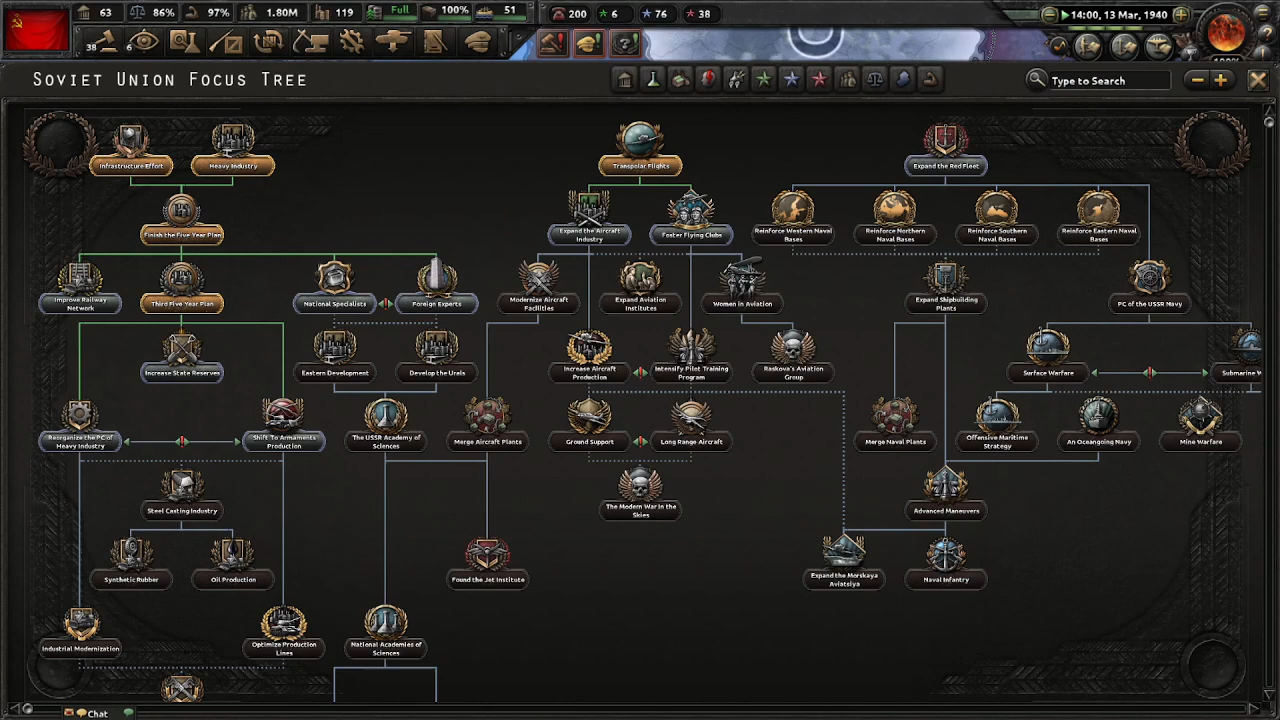 63 86% 97% 1.80M 119 Full 100% 51 200 6 76 38 14:00, 13 Mar, 1940
38 6
100%
SOVIET UNION FOCUS TREE
Type to Search
Infrastructure Effort
Heavy Industry
Transpolar Flights
Expand the Red Fleet
Finish the Five Year Plan
Expand the Aircraft
Industry
Foster Flying Clubs
Reinforce Western Naval
Bases
Reinforce Northern
Naval Bases
Reinforce Southern
Naval Bases
Reinforce Eastern Naval
Bases
Improve Railway
Network
Third Five Year Plan
National Specialists
Foreign Experts
Modernize Aircraft
Facilities
Expand Aviation
Institutes
Women in Aviation
Expand Shipbuilding
Plants
PC of the USSR Navy
Increase State Reserves
Eastern Development
Develop the Urals
Increase Aircraft
Production
Intensify Pilot Training
Program
Raskova's Aviation
Group
Surface Warfare
Submarine W
Reorganize the PC of
Heavy Industry
Shift To Armaments
Production
The USSR Academy of
Sciences
Merge Aircraft Plants
Ground Support
Long Range Aircraft
Merge Naval Plants
Offensive Maritime
Strategy
An Oceangoing Navy
Mine Warfare
Steel Casting Industry
The Modern War in the
Skies
Advanced Maneuvers
Synthetic Rubber
Oil Production
Found the Jet Institute
Expand the Morskaya
Aviatsiya
Naval Infantry
Industrial Modernization
Optimize Production
Lines
National Academies of
Sciences
Chat